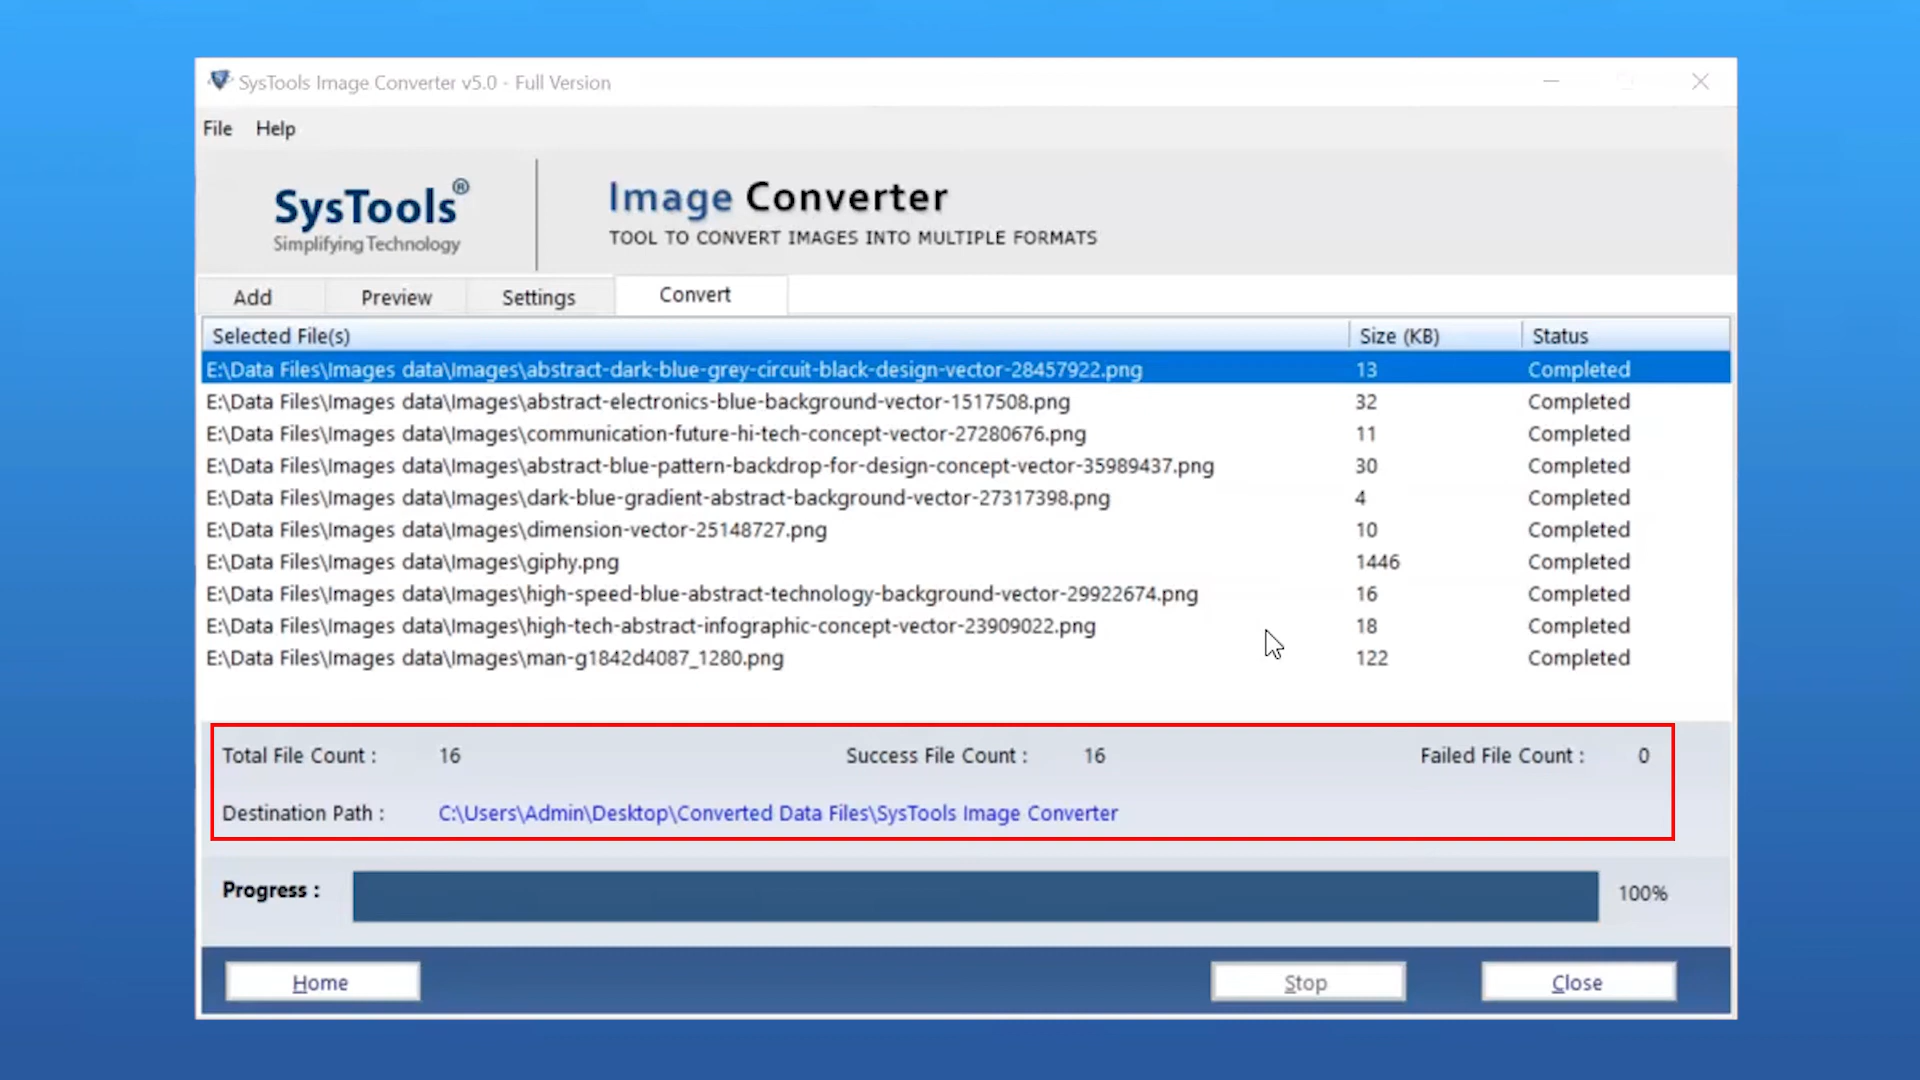 SysTools Image Converter v5.0 - Full Version
File Help
SysTools®
Simplifying Technology
Image Converter
TOOL TO CONVERT IMAGES INTO MULTIPLE FORMATS
Add Preview Settings Convert
Selected File(s) Size (KB) Status
E:\Data Files\Images data\Images\abstract-dark-blue-grey-circuit-black-design-vector-28457922.png 13 Completed
E:\Data Files\Images data\Images\abstract-electronics-blue-background-vector-1517508.png 32 Completed
E:\Data Files\Images data\Images\communication-future-hi-tech-concept-vector-27280676.png 11 Completed
E:\Data Files\Images data\Images\abstract-blue-pattern-backdrop-for-design-concept-vector-35989437.png 30 Completed
E:\Data Files\Images data\Images\dark-blue-gradient-abstract-background-vector-27317398.png 4 Completed
E:\Data Files\Images data\Images\dimension-vector-25148727.png 10 Completed
E:\Data Files\Images data\Images\giphy.png 1446 Completed
E:\Data Files\Images data\Images\high-speed-blue-abstract-technology-background-vector-29922674.png 16 Completed
E:\Data Files\Images data\Images\high-tech-abstract-infographic-concept-vector-23909022.png 18 Completed
E:\Data Files\Images data\Images\man-g1842d4087_1280.png 122 Completed
Total File Count : 16 Success File Count : 16 Failed File Count : 0
Destination Path : C:\Users\Admin\Desktop\Converted Data Files\SysTools Image Converter
Progress : 100%
Home Stop Close